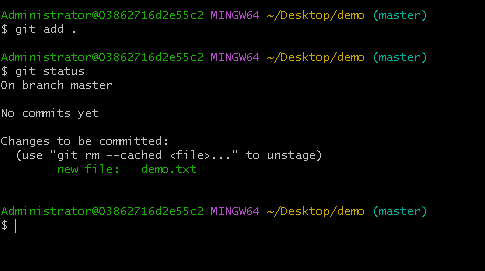 Administrator@03862716d2e55c2 MINGW64 ~/Desktop/demo (master)
$ git add .
Administrator@03862716d2e55c2 MINGW64 ~/Desktop/demo (master)
$ git status
On branch master
No commits yet
Changes to be committed:
  (use "git rm --cached <file>..." to unstage)
        new file:   demo.txt
Administrator@03862716d2e55c2 MINGW64 ~/Desktop/demo (master)
$